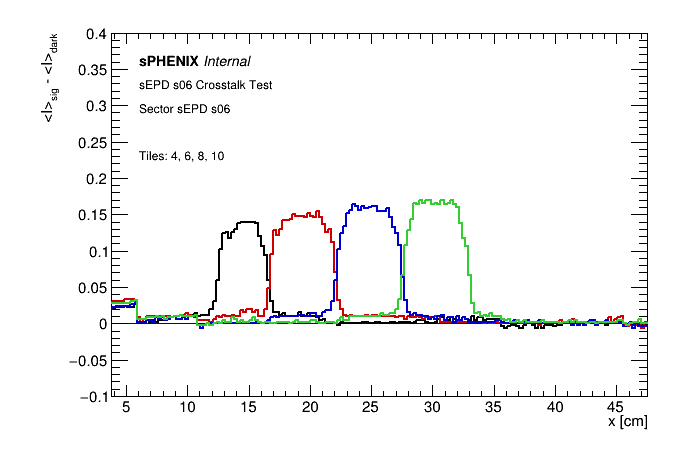 0.4
0.35
0.3
0.25
0.2
0.15
0.1
0.05
0
−0.05
−0.1
<I>sig - <I>dark
sPHENIX Internal
sEPD s06 Crosstalk Test
Sector sEPD s06
Tiles: 4, 6, 8, 10
5 10 15 20 25 30 35 40 45
x [cm]